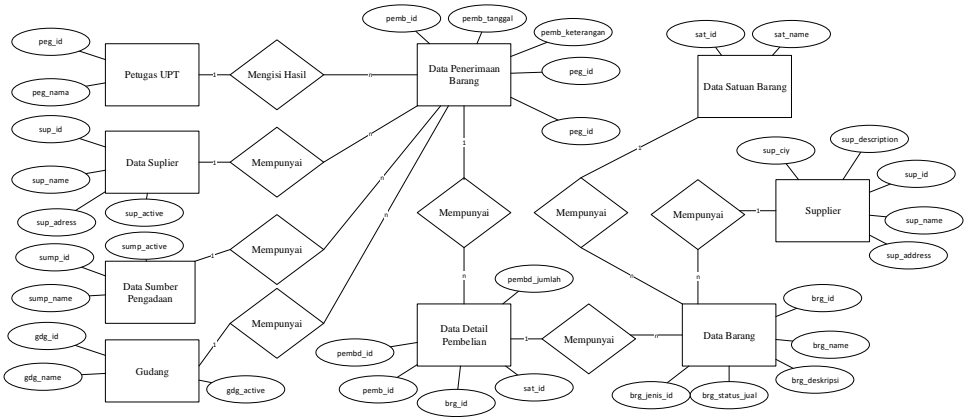 pemb_id
pemb_tanggal
pemb_keterangan
peg_id
peg_id
peg_id
peg_nama
Petugas UPT
1
Mengisi Hasil
n
Data Penerimaan
Barang
sat_id
sat_name
Data Satuan Barang
1
sup_id
sup_name
sup_adress
sup_active
Data Suplier
1
Mempunyai
n
sump_active
sump_id
sump_name
Data Sumber
Pengadaan
1
Mempunyai
n
gdg_id
gdg_name
gdg_active
Gudang
1
Mempunyai
n
1
Mempunyai
n
Mempunyai
n
Mempunyai
1
n
sup_ciy
sup_description
sup_id
sup_name
sup_address
Supplier
pembd_jumlah
pembd_id
pemb_id
brg_id
sat_id
Data Detail
Pembelian
1
Mempunyai
n
Data Barang
brg_id
brg_name
brg_deskripsi
brg_jenis_id
brg_status_jual